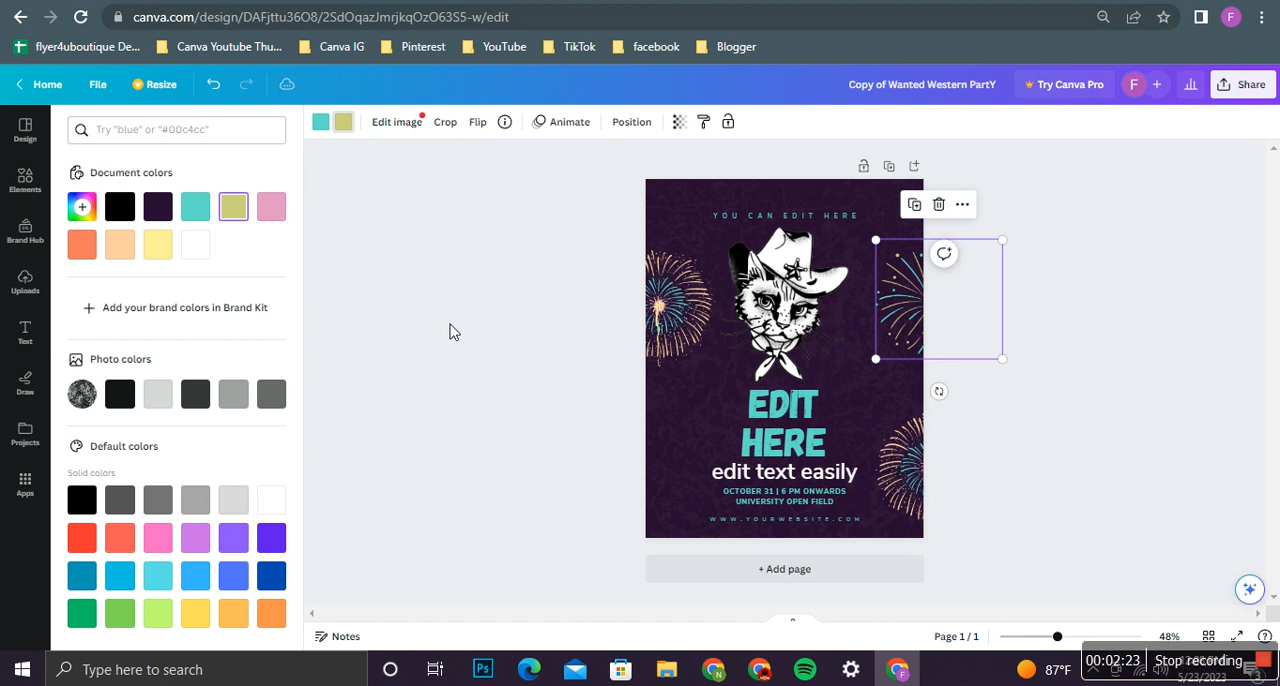 canva.com/design/DAFjttu36O8/2SdOqazJmrjkqOzO63S5-w/edit
F
flyer4uboutique De...
Canva Youtube Thu...
Canva IG
Pinterest
YouTube
TikTok
facebook
Blogger
Home
File
Resize
Copy of Wanted Western PartY
Try Canva Pro
F
Share
Design
Elements
Brand Hub
Uploads
Text
Draw
Projects
Apps
Try "blue" or "#00c4cc"
Document colors
Add your brand colors in Brand Kit
Photo colors
Default colors
Solid colors
Edit image
Crop
Flip
Animate
Position
YOU CAN EDIT HERE
EDIT
HERE
edit text easily
OCTOBER 31 | 6 PM ONWARDS
UNIVERSITY OPEN FIELD
WWW.YOURWEBSITE.COM
+ Add page
Notes
Page 1 / 1
48%
Type here to search
Ps
N
F
87°F
00:02:23
Stop recording
5/23/2023
3